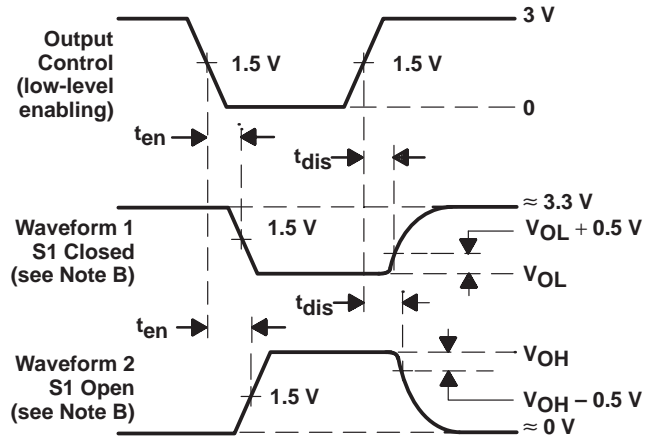 3 V
Output
Control
(low-level
enabling)
1.5 V
1.5 V
0
ten
tdis
≈ 3.3 V
Waveform 1
S1 Closed
(see Note B)
1.5 V
VOL + 0.5 V
VOL
tdis
ten
Waveform 2
S1 Open
(see Note B)
1.5 V
VOH
VOH − 0.5 V
≈ 0 V